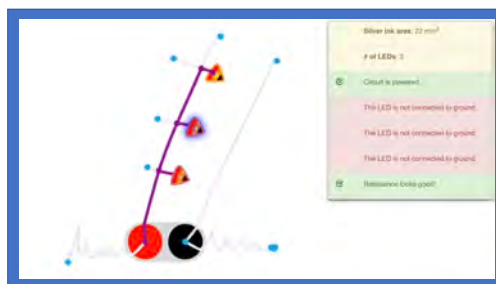 Silver ink area: 22 mm²
# of LEDs: 3
Circuit is powered.
The LED is not connected to ground.
The LED is not connected to ground.
The LED is not connected to ground.
Resistance looks good!